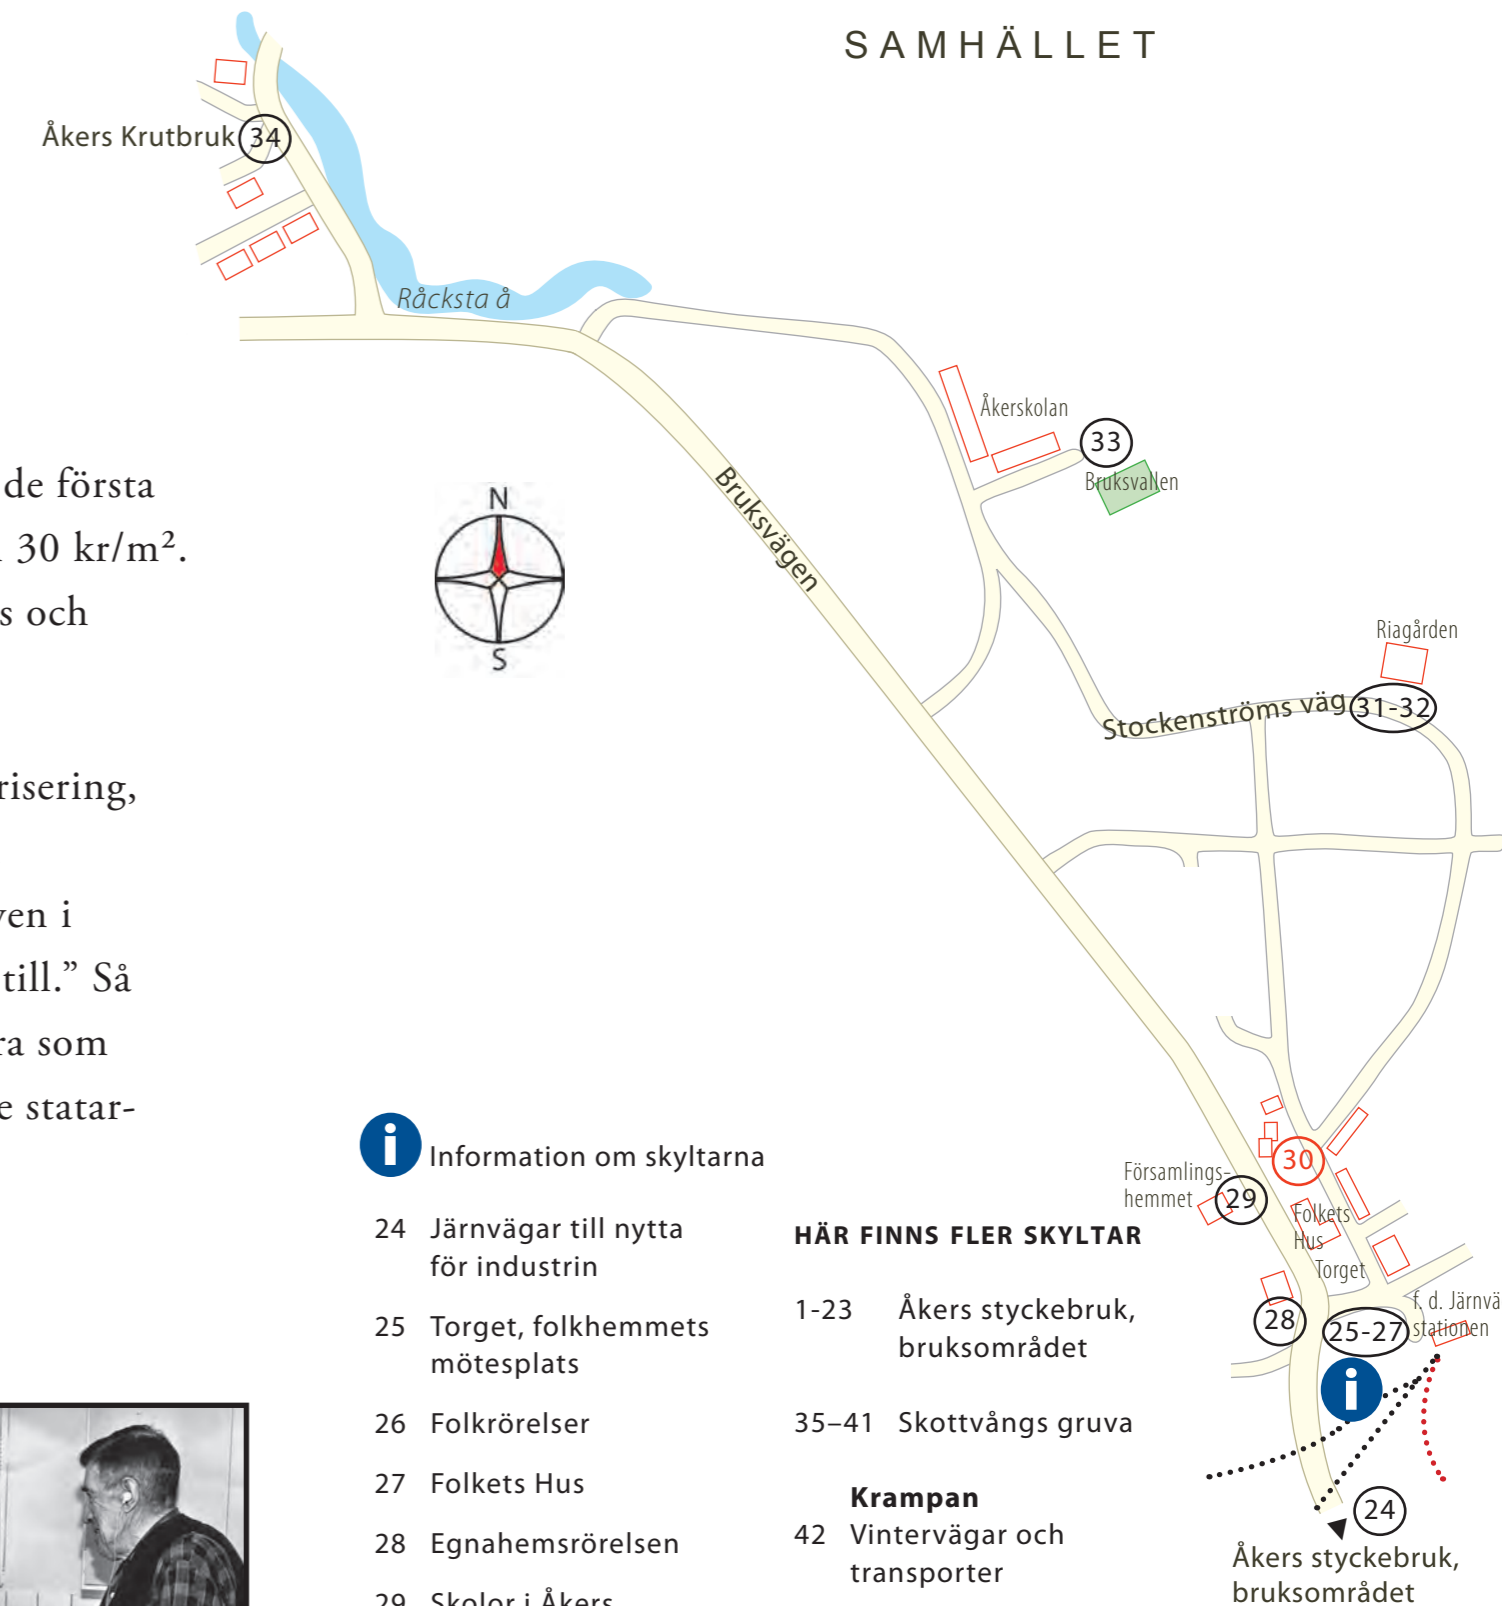 SAMHÄLLET
Åkers Krutbruk 34
Råcksta å
Åkerskolan
33
Bruksvallen
Bruksvägen
N
S
Riagården
Stockenströms väg 31-32
de första
30 kr/m².
s och
risering,
ven i
till.” Så
ra som
e statar-
Församlings-
hemmet 29
30
Folkets
Hus
Torget
28
25-27
f. d. Järnvä
stationen
i
24
Åkers styckebruk,
bruksområdet
i Information om skyltarna
24 Järnvägar till nytta
för industrin
25 Torget, folkhemmets
mötesplats
26 Folkrörelser
27 Folkets Hus
28 Egnahemsrörelsen
29 Skolor i Åkers
HÄR FINNS FLER SKYLTAR
1-23 Åkers styckebruk,
bruksområdet
35–41 Skottvångs gruva
Krampan
42 Vintervägar och
transporter